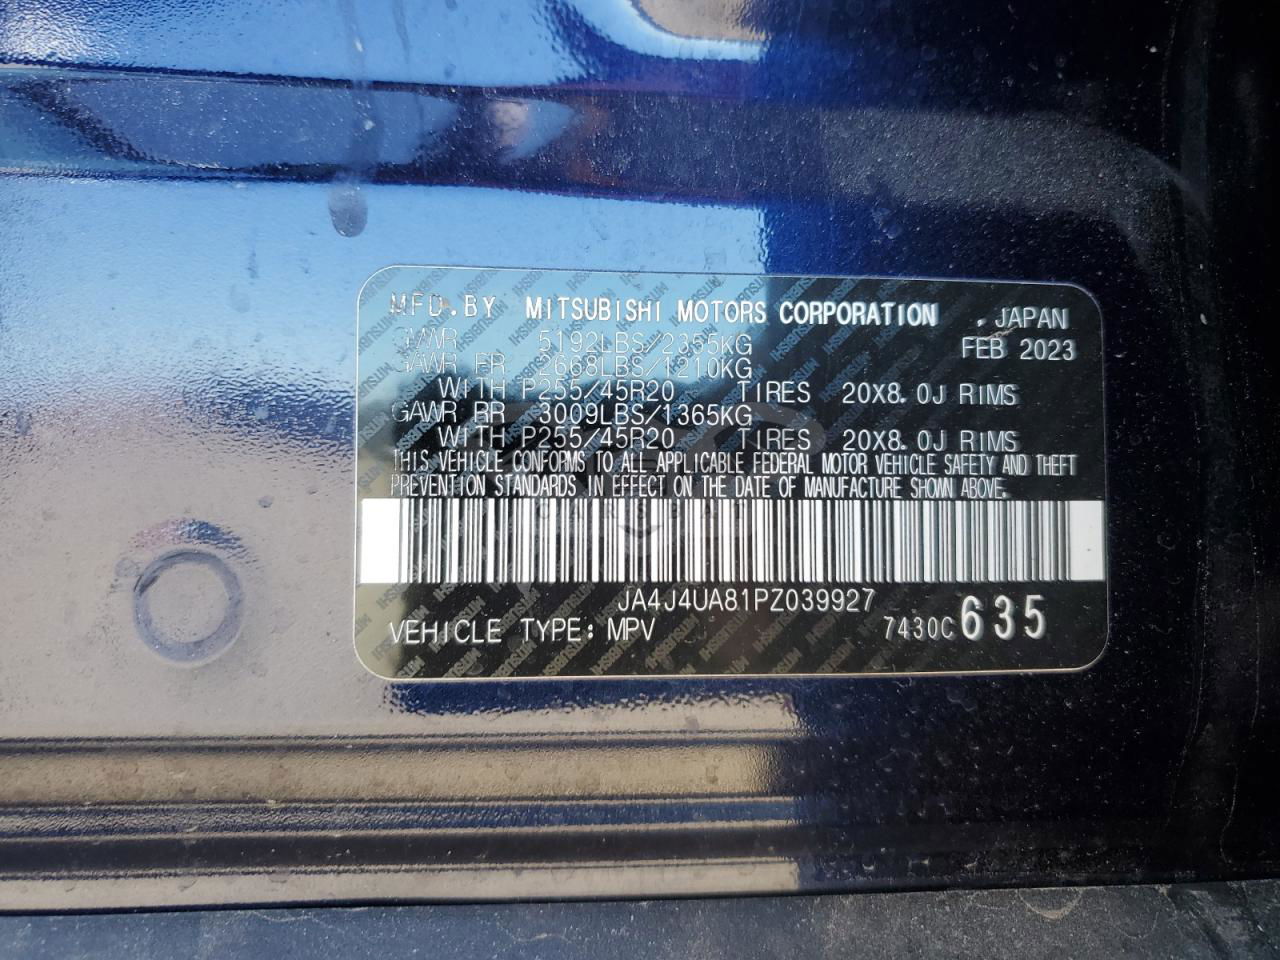 MFD.BY MITSUBISHI MOTORS CORPORATION .JAPAN
GVWR 5192LBS/2355KG FEB 2023
GAWR FR 2668LBS/1210KG
WITH P255/45R20 TIRES 20X8.0J RIMS
GAWR RR 3009LBS/1365KG
WITH P255/45R20 TIRES 20X8.0J RIMS
THIS VEHICLE CONFORMS TO ALL APPLICABLE FEDERAL MOTOR VEHICLE SAFETY AND THEFT
PREVENTION STANDARDS IN EFFECT ON THE DATE OF MANUFACTURE SHOWN ABOVE.
JA4J4UA81PZ039927
VEHICLE TYPE: MPV 7430C 635